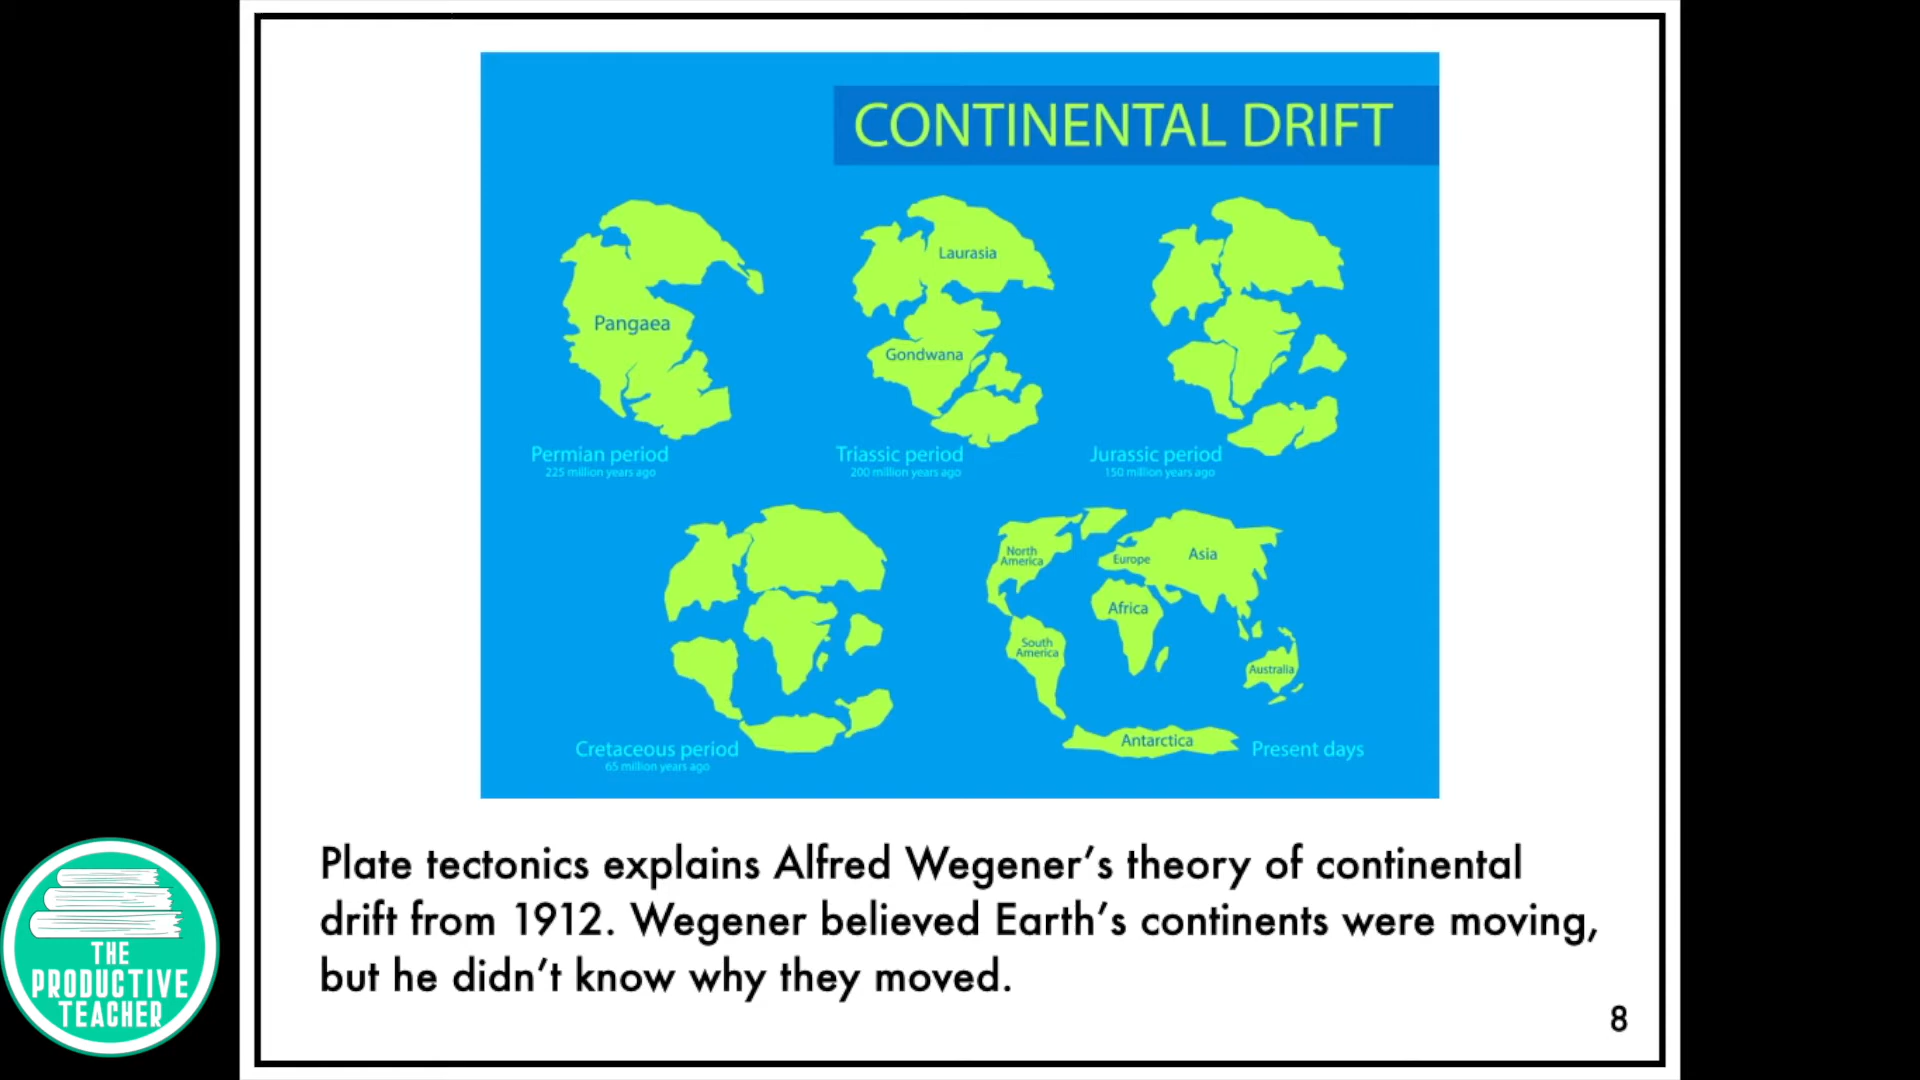 CONTINENTAL DRIFT
Pangaea
Permian period
225 million years ago
Laurasia
Gondwana
Triassic period
200 million years ago
Jurassic period
150 million years ago
Cretaceous period
65 million years ago
North
America
Europe
Asia
Africa
South
America
Australia
Antarctica
Present days
Plate tectonics explains Alfred Wegener’s theory of continental
drift from 1912. Wegener believed Earth’s continents were moving,
but he didn’t know why they moved.
8
THE
PRODUCTIVE
TEACHER